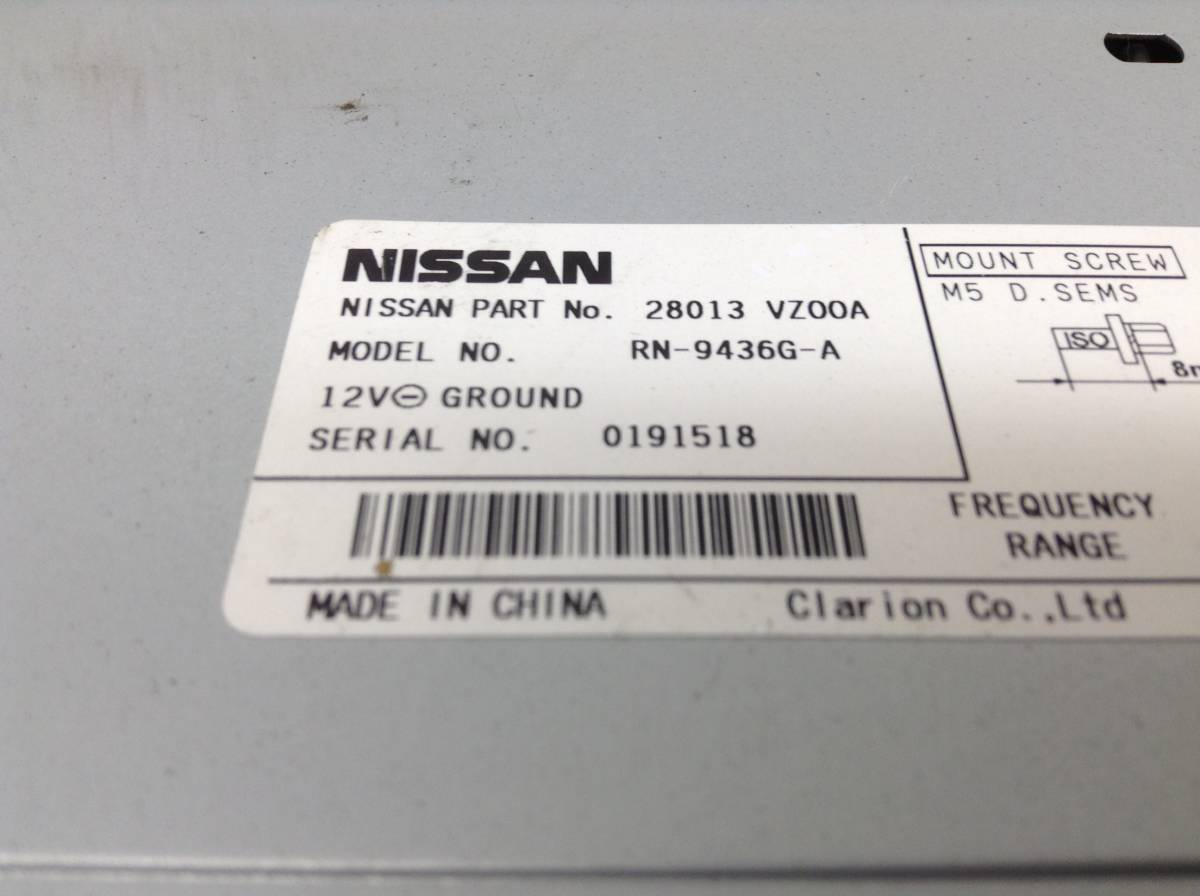 NISSAN
NISSAN PART No. 28013 VZ00A
MODEL NO. RN-9436G-A
12V⊖ GROUND
SERIAL NO. 0191518
MOUNT SCREW
M5 D.SEMS
ISO
FREQUENCY
RANGE
MADE IN CHINA Clarion Co.,Ltd